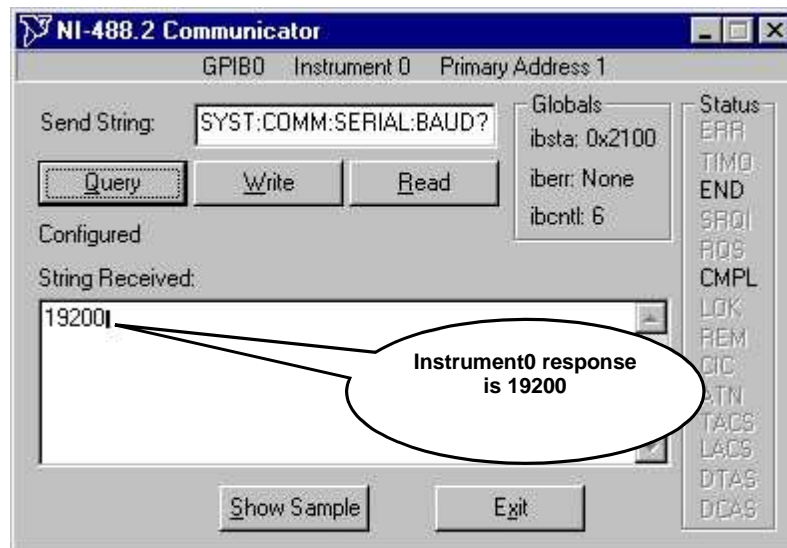 NI-488.2 Communicator
GPIB0 Instrument 0 Primary Address 1
Send String: SYST:COMM:SERIAL:BAUD?
Query Write Read
Configured
String Received:
19200
Instrument0 response
is 19200
Show Sample Exit
Globals
ibsta: 0x2100
iberr: None
ibcntl: 6
Status
ERR
TIMO
END
SRQI
RQS
CMPL
LOK
REM
CIC
ATN
TACS
LACS
DTAS
DCAS